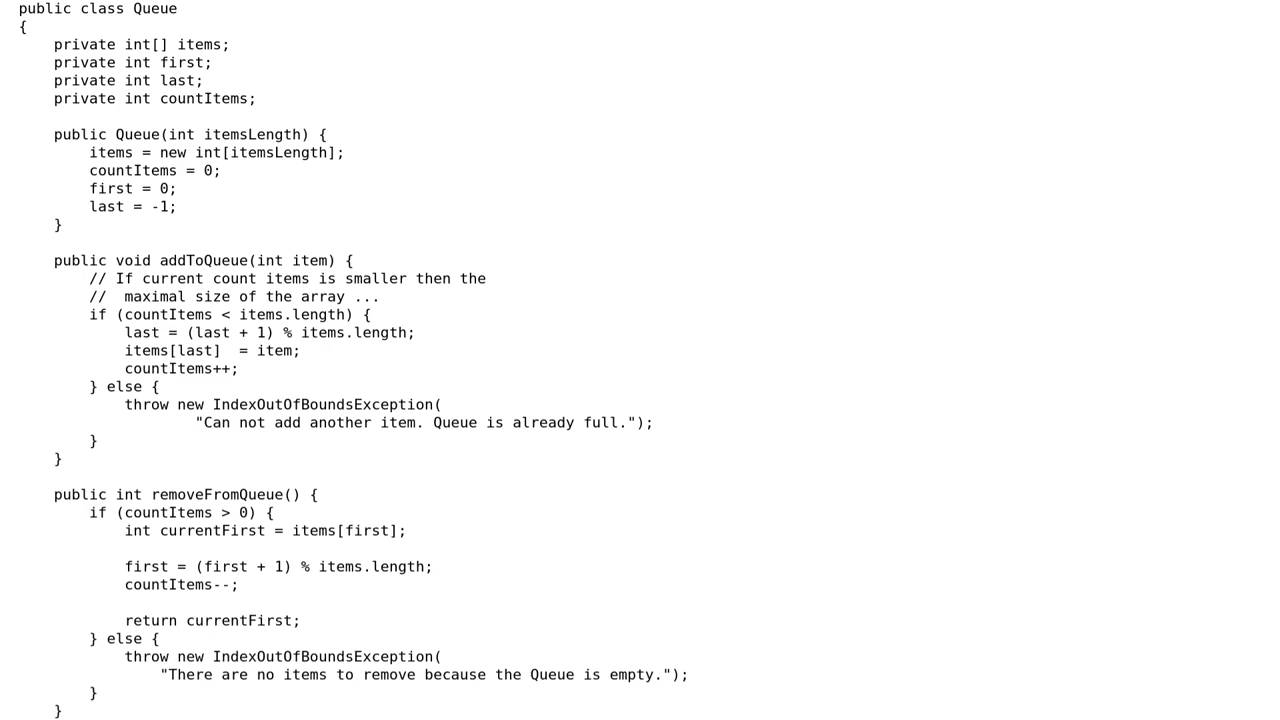 public class Queue
{
    private int[] items;
    private int first;
    private int last;
    private int countItems;

    public Queue(int itemsLength) {
        items = new int[itemsLength];
        countItems = 0;
        first = 0;
        last = -1;
    }

    public void addToQueue(int item) {
        // If current count items is smaller then the
        //  maximal size of the array ...
        if (countItems < items.length) {
            last = (last + 1) % items.length;
            items[last]  = item;
            countItems++;
        } else {
            throw new IndexOutOfBoundsException(
                    "Can not add another item. Queue is already full.");
        }
    }

    public int removeFromQueue() {
        if (countItems > 0) {
            int currentFirst = items[first];

            first = (first + 1) % items.length;
            countItems--;

            return currentFirst;
        } else {
            throw new IndexOutOfBoundsException(
                "There are no items to remove because the Queue is empty.");
        }
    }